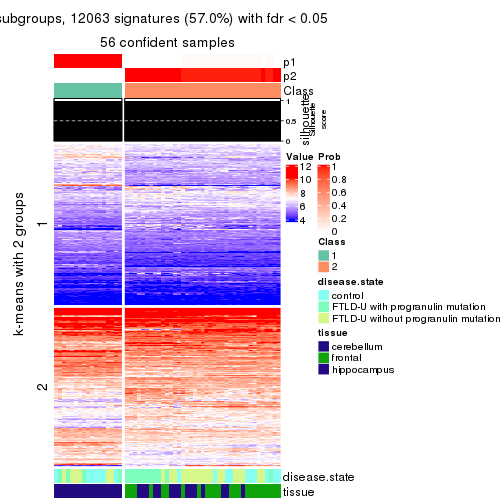 subgroups, 12063 signatures (57.0%) with fdr < 0.05
56 confident samples
p1
p2
Class
1
0.5
0
silhouette
Silhouette
score
k-means with 2 groups
1
2
Value
12
10
8
6
4
Prob
1
0.8
0.6
0.4
0.2
0
Class
1
2
disease.state
control
FTLD-U with progranulin mutation
FTLD-U without progranulin mutation
tissue
cerebellum
frontal
hippocampus
disease.state
tissue